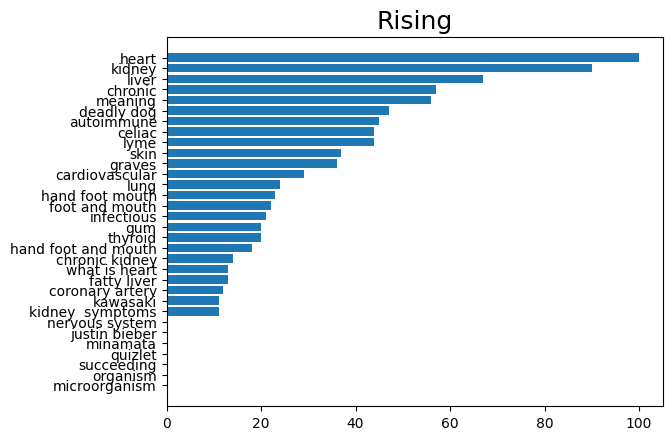 Rising
heart
kidney
liver
chronic
meaning
deadly dog
autoimmune
celiac
lyme
skin
graves
cardiovascular
lung
hand foot mouth
foot and mouth
infectious
gum
thyroid
hand foot and mouth
chronic kidney
what is heart
fatty liver
coronary artery
kawasaki
kidney  symptoms
nervous system
justin bieber
minamata
quizlet
succeeding
organism
microorganism
0 20 40 60 80 100